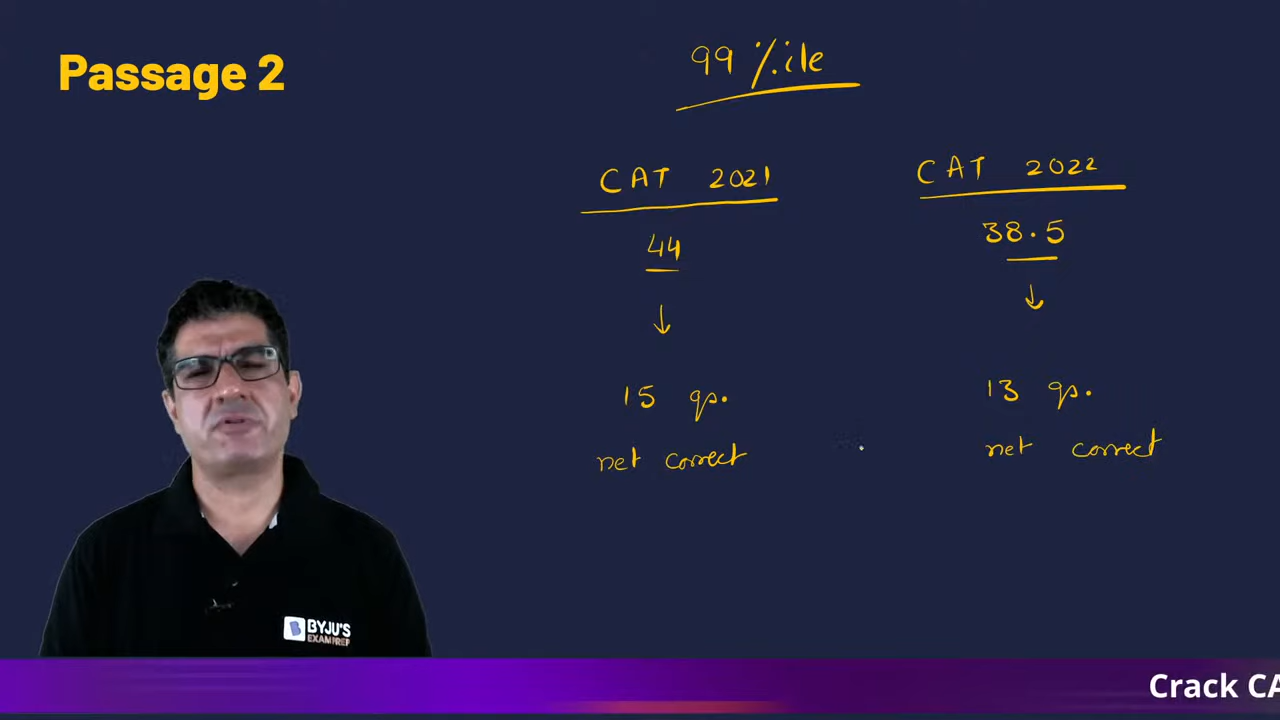 Passage 2
99 %ile
CAT 2021
CAT 2022
44
38.5
15 qs.
13 qs.
net correct
net correct
BYJU'S
EXAM PREP
Crack CA